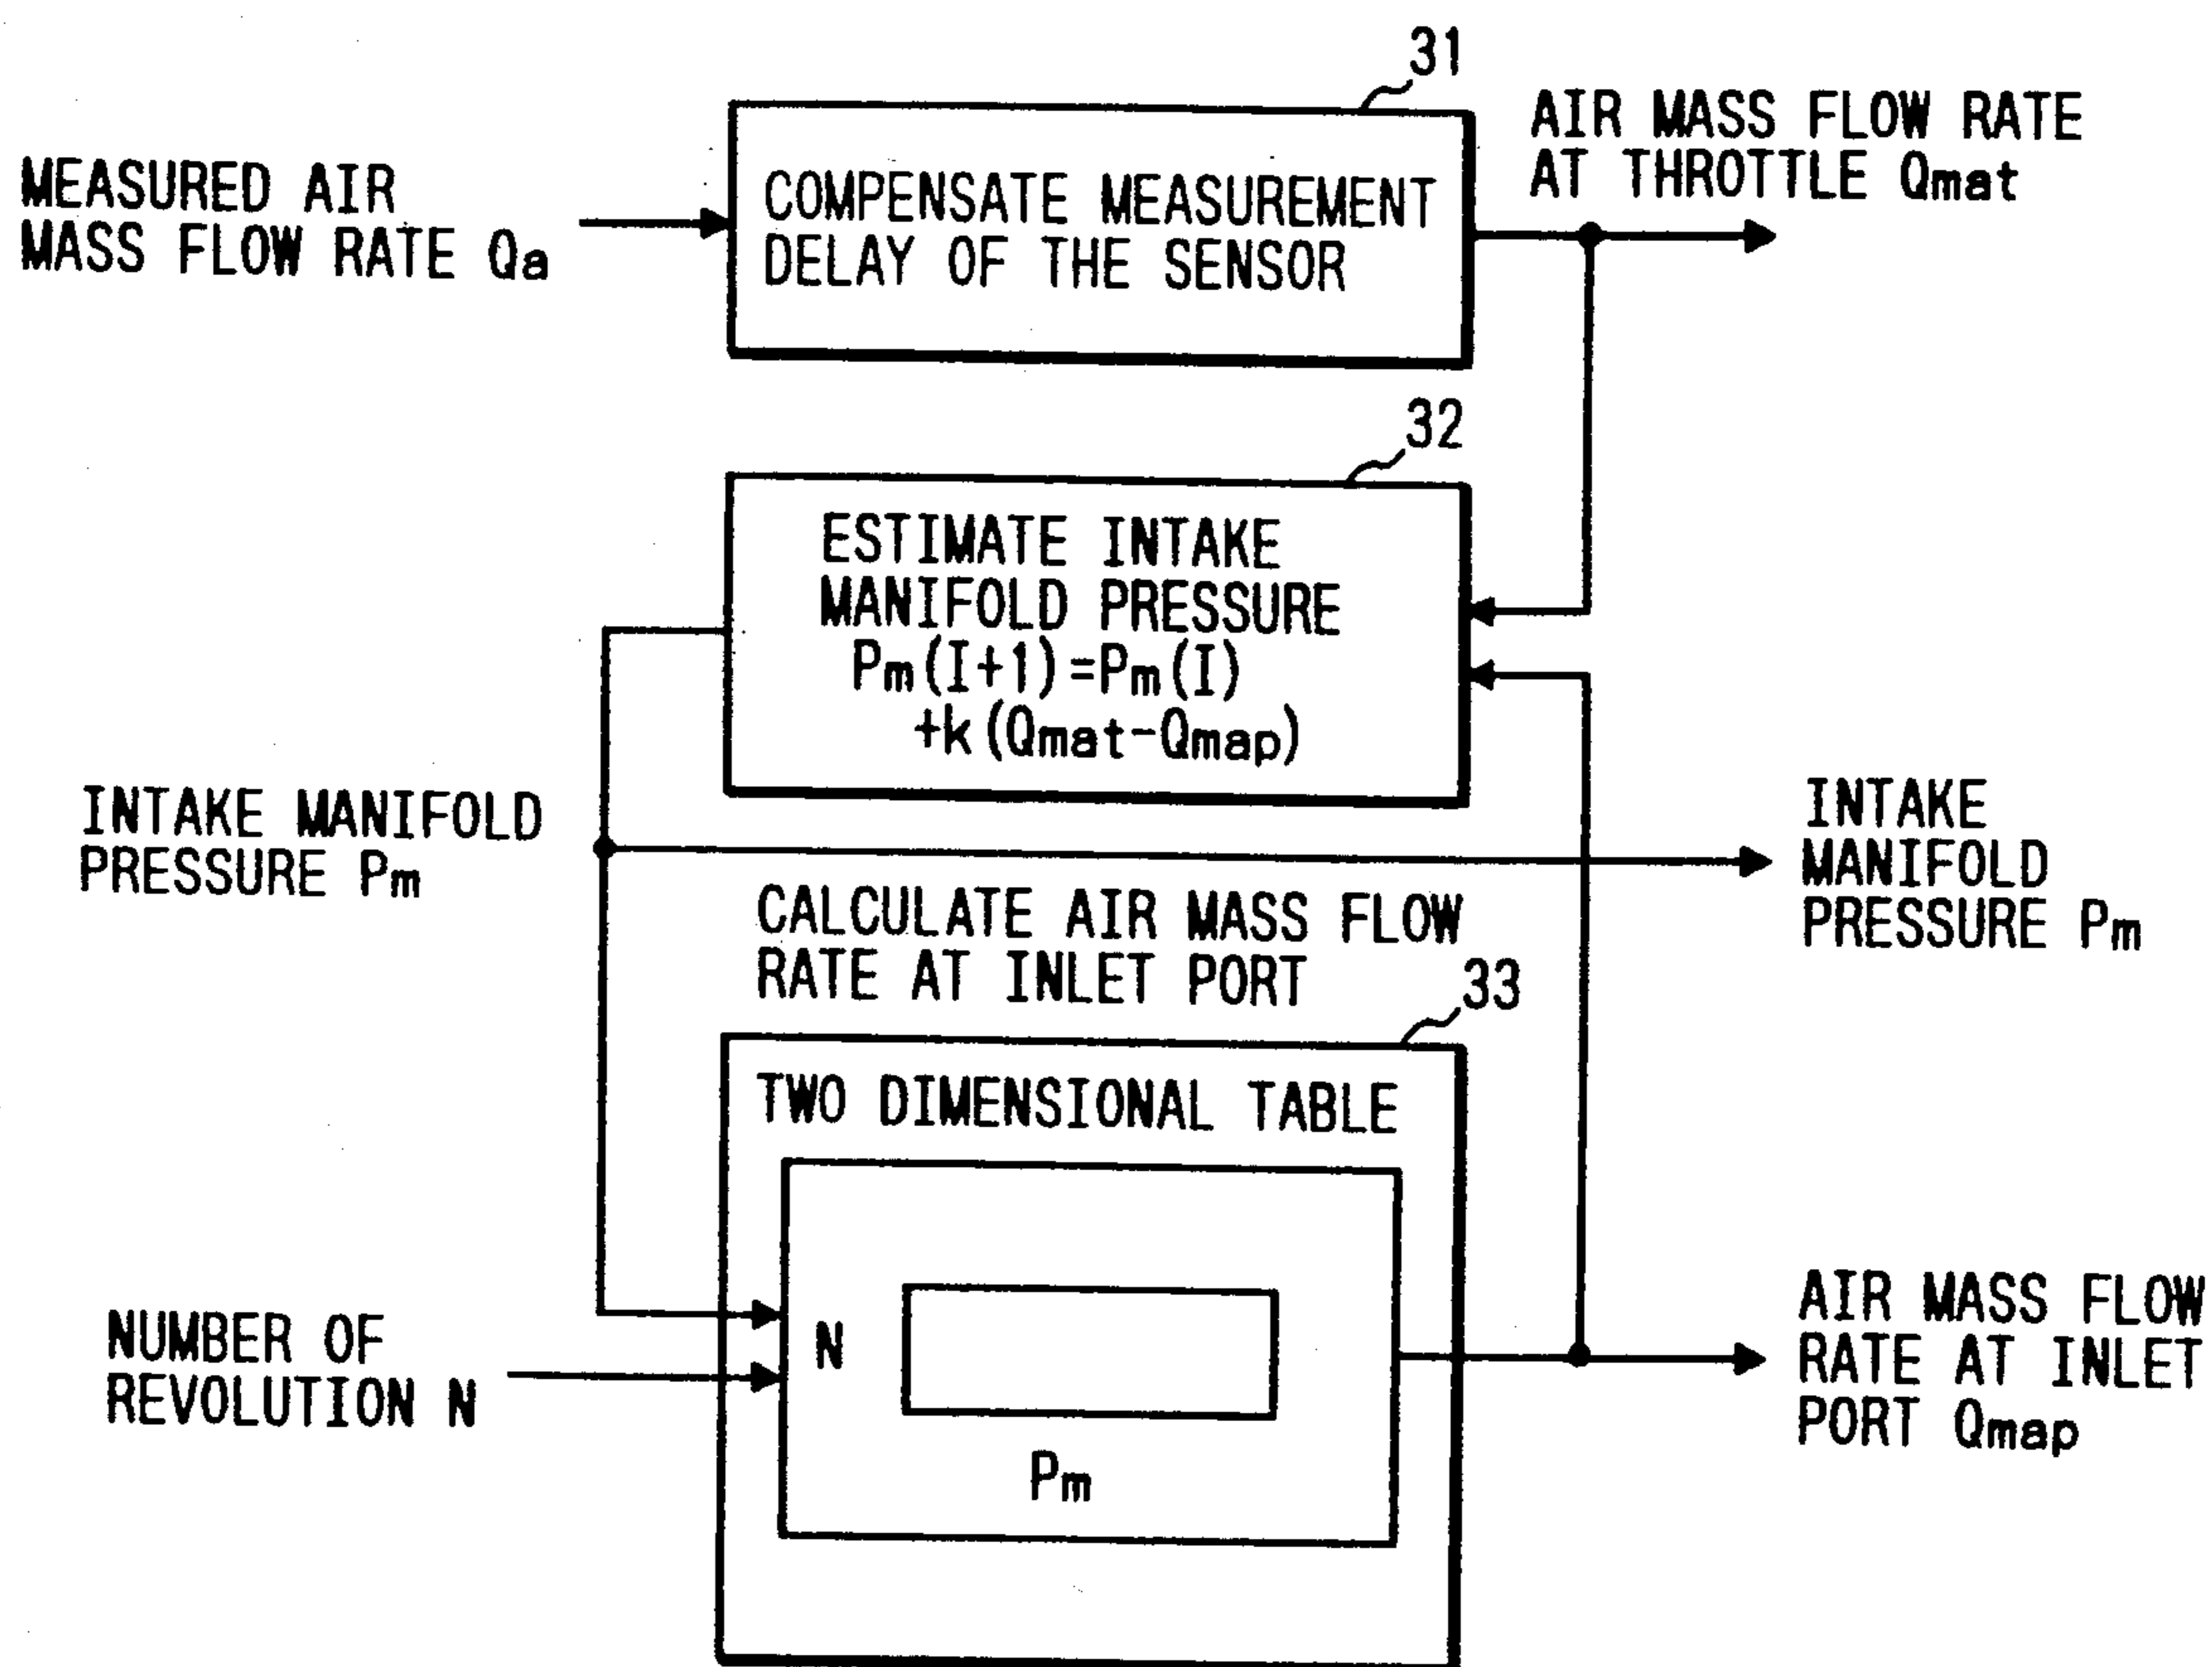 31
AIR MASS FLOW RATE
AT THROTTLE Qmat
MEASURED AIR
MASS FLOW RATE Qa
COMPENSATE MEASUREMENT
DELAY OF THE SENSOR
32
ESTIMATE INTAKE
MANIFOLD PRESSURE
Pm(I+1)=Pm(I)
+k(Qmat-Qmap)
INTAKE MANIFOLD
PRESSURE Pm
INTAKE
MANIFOLD
PRESSURE Pm
CALCULATE AIR MASS FLOW
RATE AT INLET PORT
33
TWO DIMENSIONAL TABLE
NUMBER OF
REVOLUTION N
N
Pm
AIR MASS FLOW
RATE AT INLET
PORT Qmap